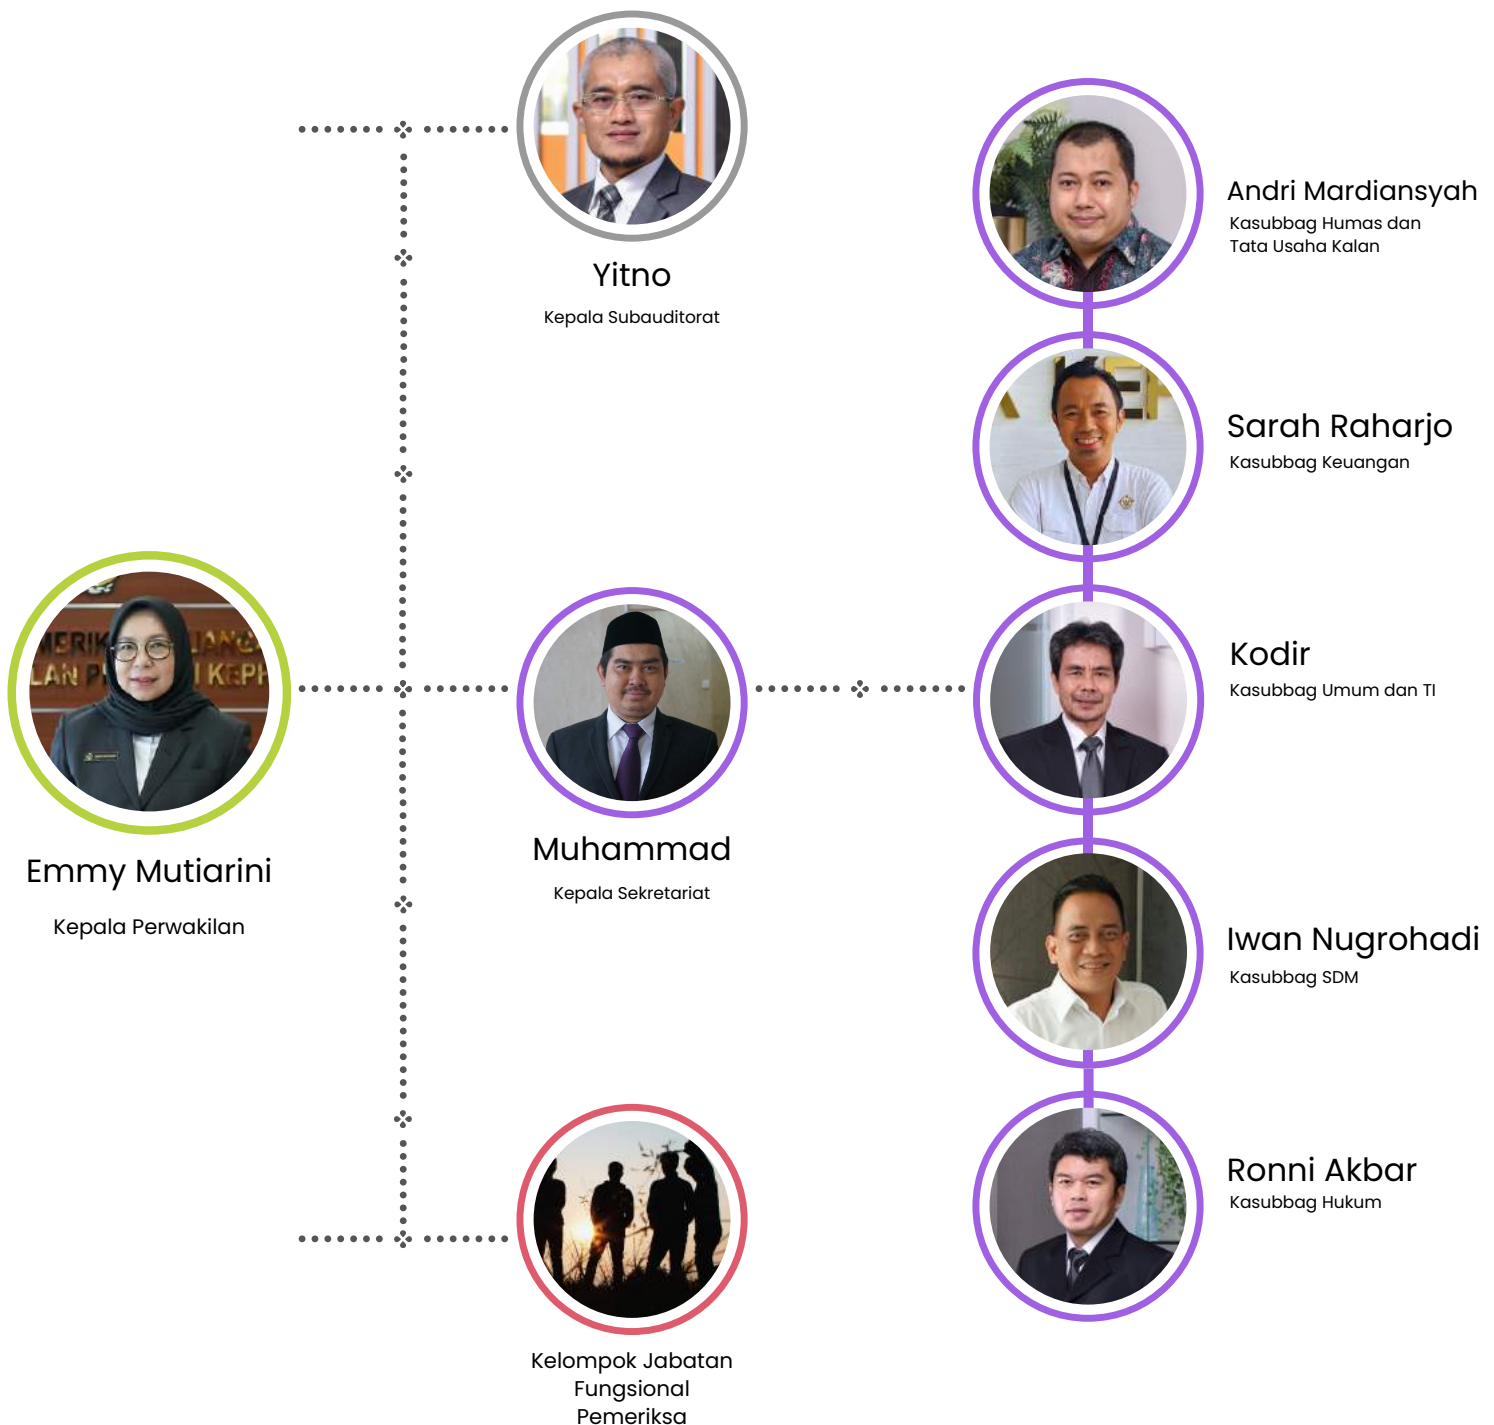 Yitno
Kepala Subauditorat
Andri Mardiansyah
Kasubbag Humas dan
Tata Usaha Kalan
Sarah Raharjo
Kasubbag Keuangan
Emmy Mutiarini
Kepala Perwakilan
Muhammad
Kepala Sekretariat
Kodir
Kasubbag Umum dan TI
Iwan Nugrohadi
Kasubbag SDM
Ronni Akbar
Kasubbag Hukum
Kelompok Jabatan
Fungsional
Pemeriksa